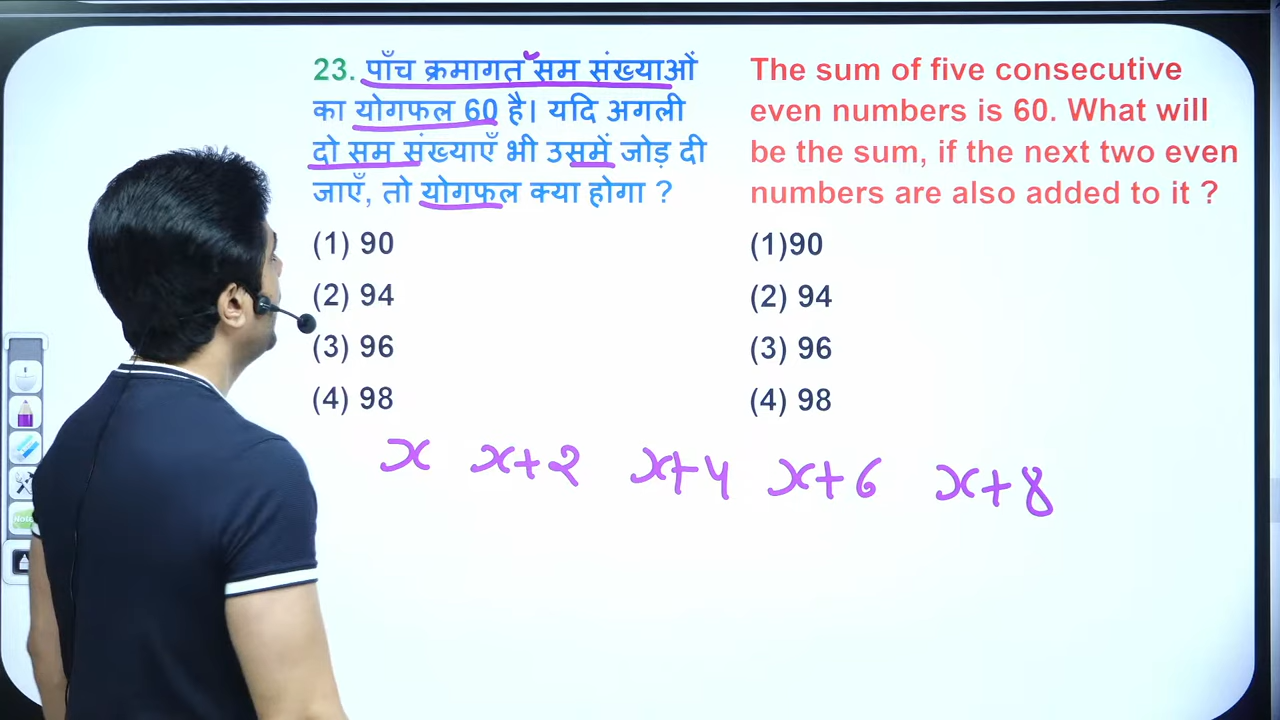 23. पाँच क्रमागत सम संख्याओं
का योगफल 60 है। यदि अगली
दो सम संख्याएँ भी उसमें जोड़ दी
जाएँ, तो योगफल क्या होगा ?
(1) 90
(2) 94
(3) 96
(4) 98
The sum of five consecutive
even numbers is 60. What will
be the sum, if the next two even
numbers are also added to it ?
(1)90
(2) 94
(3) 96
(4) 98
x x+2 x+4 x+6 x+8